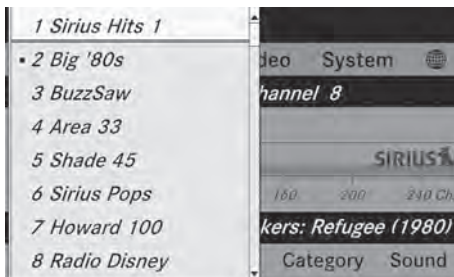 1 Sirius Hits 1
• 2 Big '80s
3 BuzzSaw
4 Area 33
5 Shade 45
6 Sirius Pops
7 Howard 100
8 Radio Disney
deo System
hannel 8
SIRIUS
160 200 240 Ch.
kers: Refugee (1980)
Category Sound